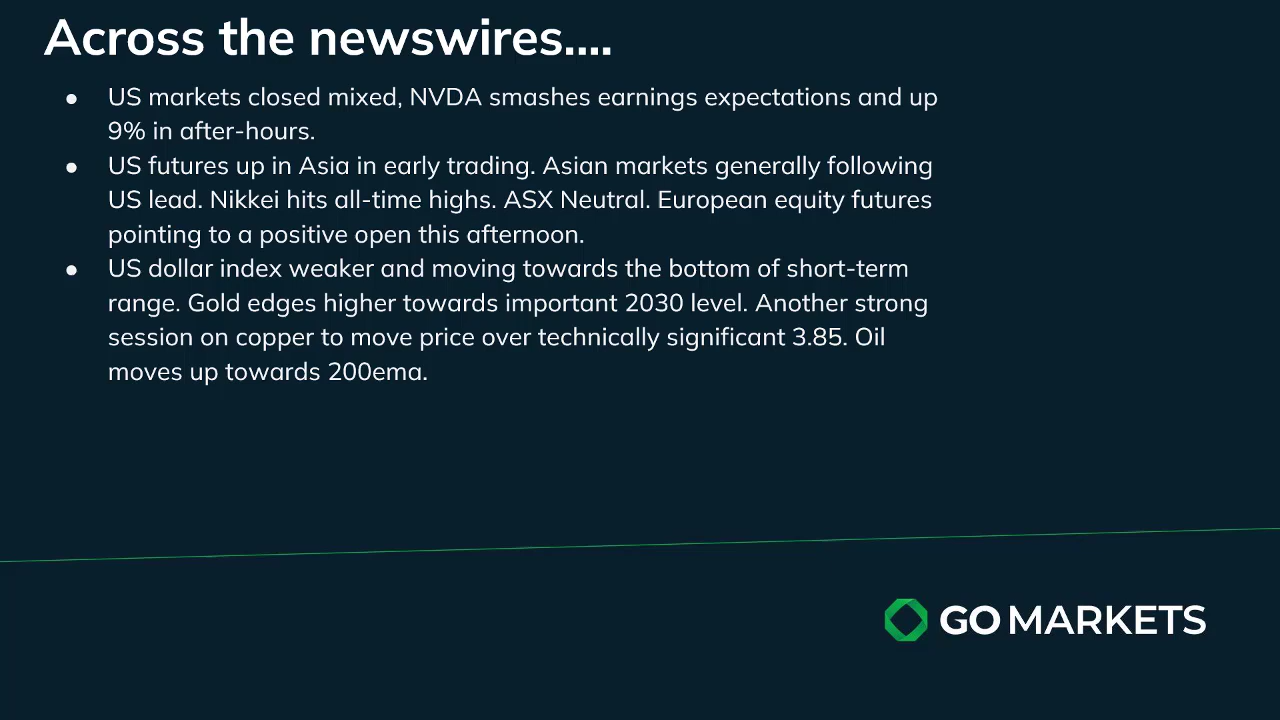 Across the newswires....
● US markets closed mixed, NVDA smashes earnings expectations and up
9% in after-hours.
● US futures up in Asia in early trading. Asian markets generally following
US lead. Nikkei hits all-time highs. ASX Neutral. European equity futures
pointing to a positive open this afternoon.
● US dollar index weaker and moving towards the bottom of short-term
range. Gold edges higher towards important 2030 level. Another strong
session on copper to move price over technically significant 3.85. Oil
moves up towards 200ema.
GO MARKETS